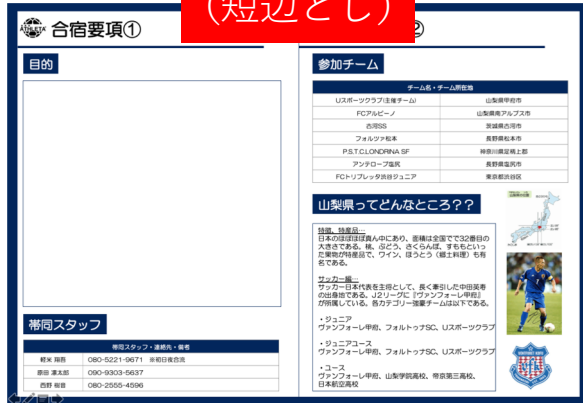 (短辺とし)
ATHLETA
合宿要項①
②
目的
帯同スタッフ
帯同スタッフ・連絡先・備考
軽米 翔吾 080-5221-9671 ※初日夜合流
原田 凜太郎 090-9303-5637
西野 椋音 080-2555-4596
参加チーム
チーム名・チーム所在地
Uスポーツクラブ(主催チーム) 山梨県甲府市
FCアルピーノ 山梨県南アルプス市
古河SS 茨城県古河市
フォルツァ松本 長野県松本市
P.S.T.C.LONDRINA SF 神奈川県足柄上郡
アンテロープ塩尻 長野県塩尻市
FCトリプレッタ渋谷ジュニア 東京都渋谷区
山梨県ってどんなところ??
特徴、特産品…
日本のほぼほぼ真ん中にあり、面積は全国でで32番目の
大きさである。桃、ぶどう、さくらんぼ、すももといっ
た果物が特産品で、ワイン、ほうとう(郷土料理)も有
名である。
サッカー編…
サッカー日本代表を主将として、長く牽引した中田英寿
の出身地である。J2リーグに『ヴァンフォーレ甲府』
が所属している。各カテゴリー強豪チームは以下である。
・ジュニア
ヴァンフォーレ甲府、フォルトゥナSC、Uスポーツクラブ
・ジュニアユース
ヴァンフォーレ甲府、フォルトゥナSC、Uスポーツクラブ
・ユース
ヴァンフォーレ甲府、山梨学院高校、帝京第三高校、
日本航空高校